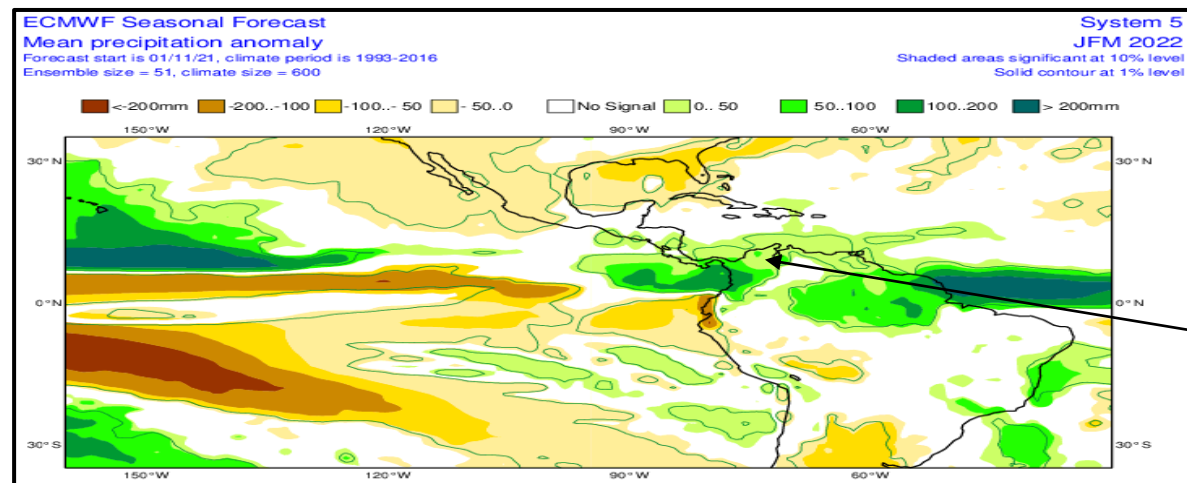 ECMWF Seasonal Forecast
System 5
Mean precipitation anomaly
JFM 2022
Forecast start is 01/11/21, climate period is 1993-2016
Shaded areas significant at 10% level
Ensemble size = 51, climate size = 600
Solid contour at 1% level
<-200mm -200..-100 -100..- 50 - 50..0 No Signal 0.. 50 50..100 100..200 > 200mm
150°W 120°W 90°W 60°W
30°N 30°N
0°N 0°N
30°S 30°S
150°W 120°W 90°W 60°W